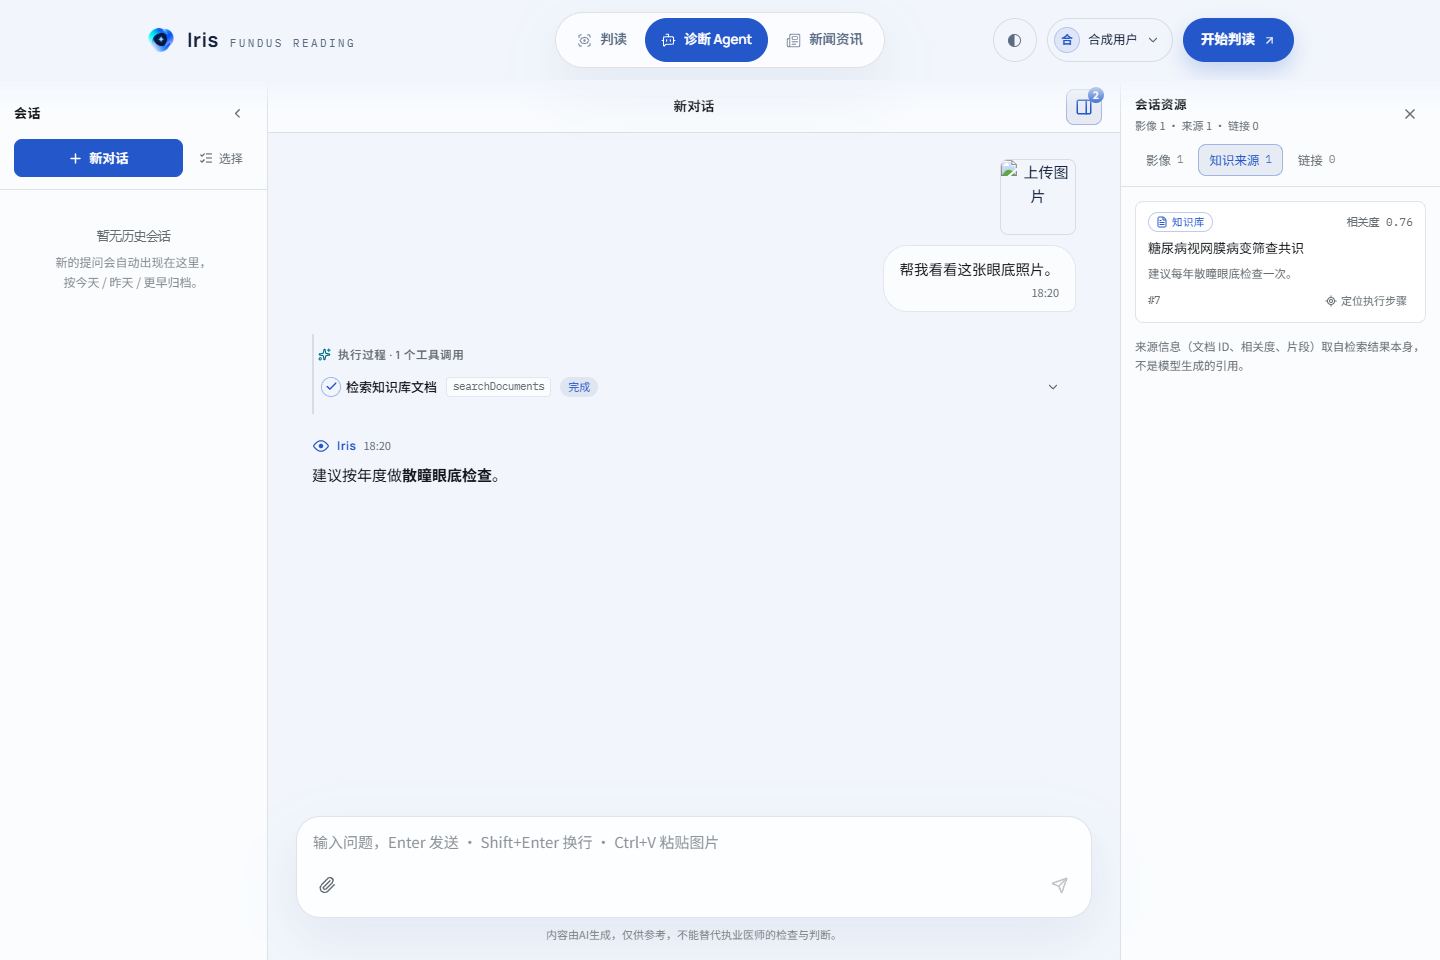 Iris FUNDUS READING
判读
诊断 Agent
新闻资讯
合
合成用户
开始判读
会话
新对话
选择
暂无历史会话
新的提问会自动出现在这里，
按今天 / 昨天 / 更早归档。
新对话
2
上传图片
帮我看看这张眼底照片。
18:20
执行过程 · 1 个工具调用
检索知识库文档 searchDocuments 完成
Iris 18:20
建议按年度做散瞳眼底检查。
输入问题，Enter 发送 · Shift+Enter 换行 · Ctrl+V 粘贴图片
内容由AI生成，仅供参考，不能替代执业医师的检查与判断。
会话资源
影像 1 · 来源 1 · 链接 0
影像 1
知识来源 1
链接 0
知识库 相关度 0.76
糖尿病视网膜病变筛查共识
建议每年散瞳眼底检查一次。
#7 定位执行步骤
来源信息（文档 ID、相关度、片段）取自检索结果本身，
不是模型生成的引用。